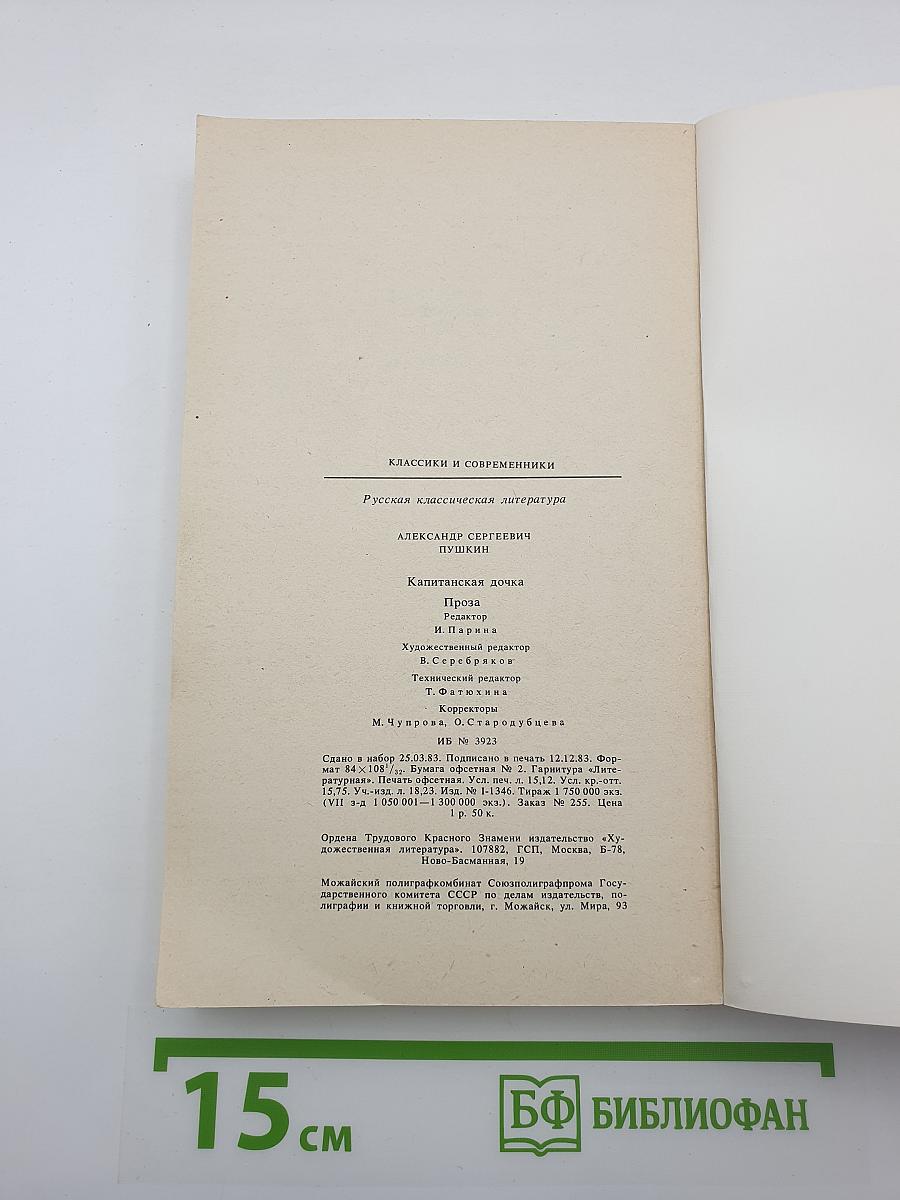 КЛАССИКИ И СОВРЕМЕННИКИ
Русская классическая литература
АЛЕКСАНДР СЕРГЕЕВИЧ
ПУШКИН
Капитанская дочка
Проза
Редактор
И. Парина
Художественный редактор
В. Серебряков
Технический редактор
Т. Фатюхина
Корректоры
М. Чупрова, О. Стародубцева
ИБ № 3923
Сдано в набор 25.03.83. Подписано в печать 12.12.83. Фор-
мат 84×108¹/₃₂. Бумага офсетная № 2. Гарнитура «Лите-
ратурная». Печать офсетная. Усл. печ. л. 15,12. Усл. кр.-отт.
15,75. Уч.-изд. л. 18,23. Изд. № I-1346. Тираж 1 750 000 экз.
(VII з-д 1 050 001—1 300 000 экз.). Заказ № 255. Цена
1 р. 50 к.
Ордена Трудового Красного Знамени издательство «Ху-
дожественная литература». 107882, ГСП, Москва, Б-78,
Ново-Басманная, 19
Можайский полиграфкомбинат Союзполиграфпрома Госу-
дарственного комитета СССР по делам издательств, по-
лиграфии и книжной торговли, г. Можайск, ул. Мира, 93
15 см
БФ БИБЛИОФАН